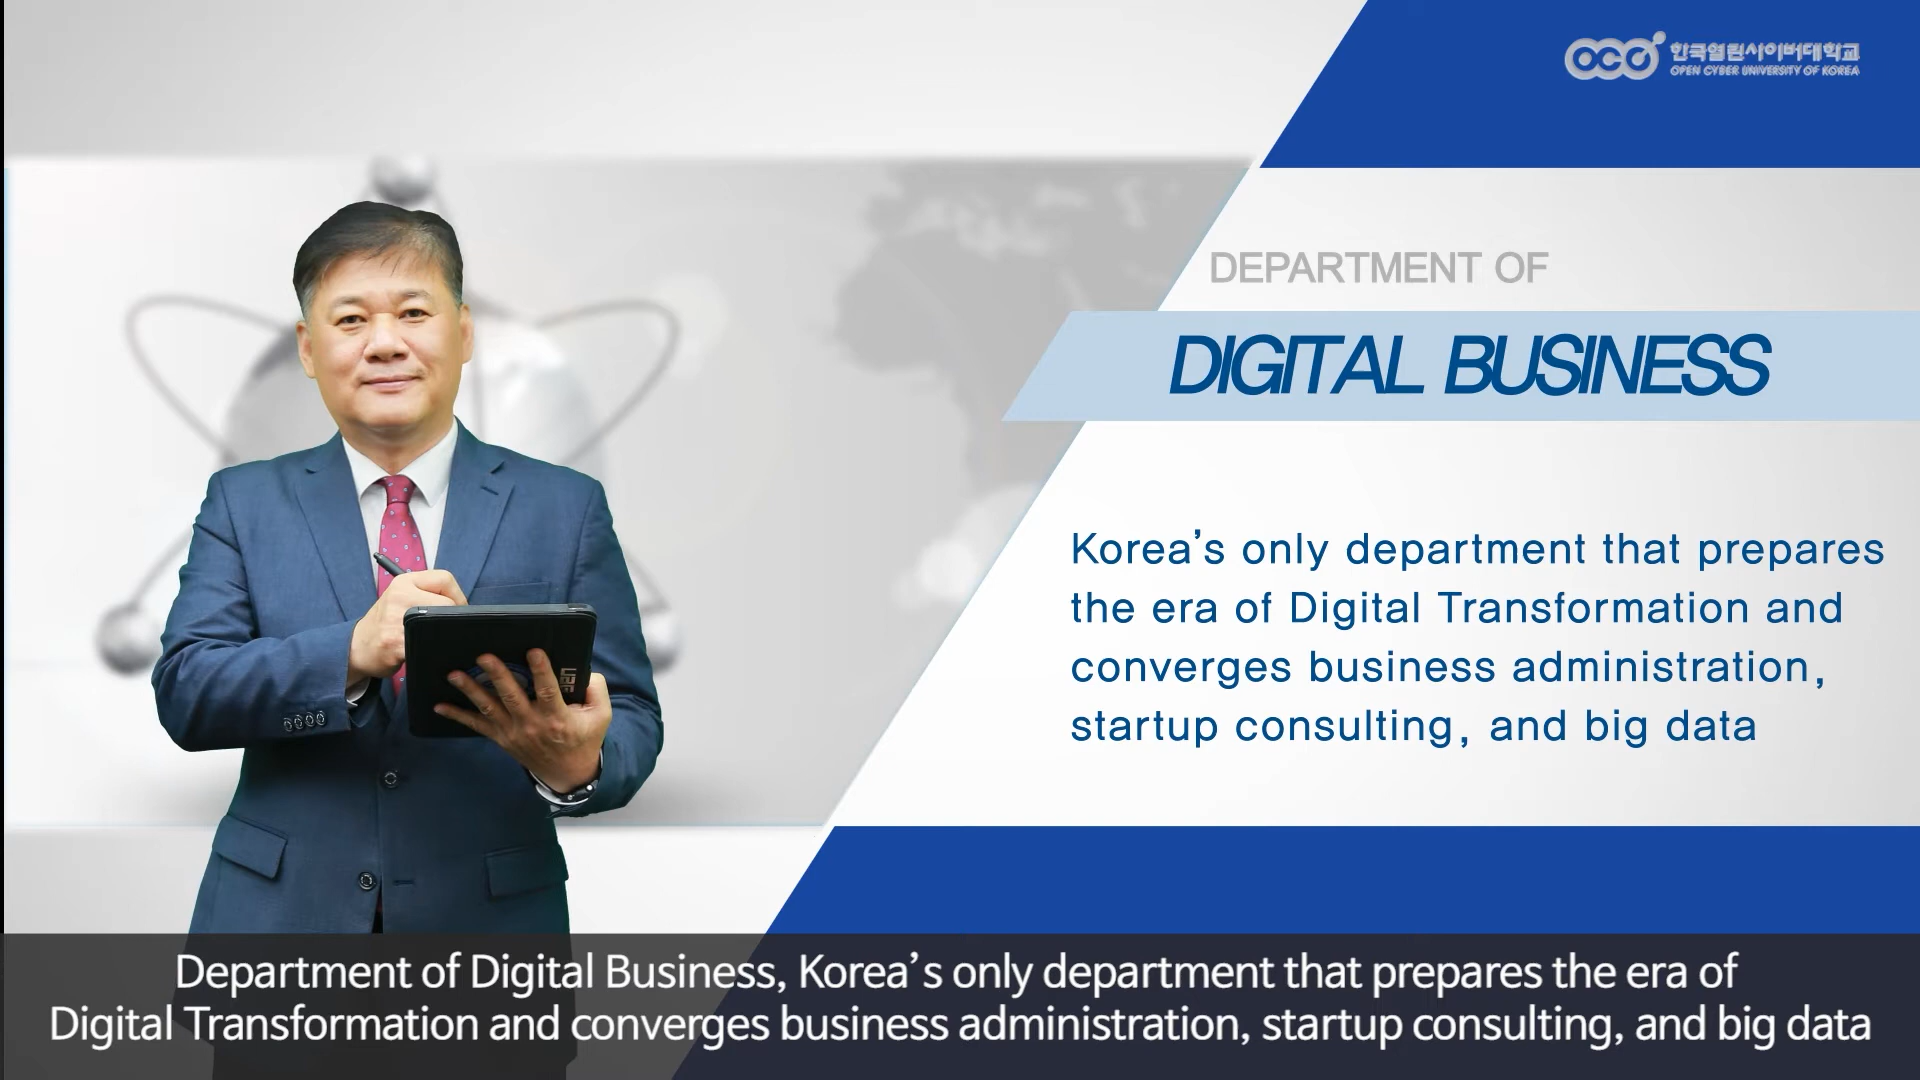 한국열린사이버대학교
OPEN CYBER UNIVERSITY OF KOREA
DEPARTMENT OF
DIGITAL BUSINESS
Korea’s only department that prepares
the era of Digital Transformation and
converges business administration,
startup consulting, and big data
UAG
Department of Digital Business, Korea’s only department that prepares the era of
Digital Transformation and converges business administration, startup consulting, and big data